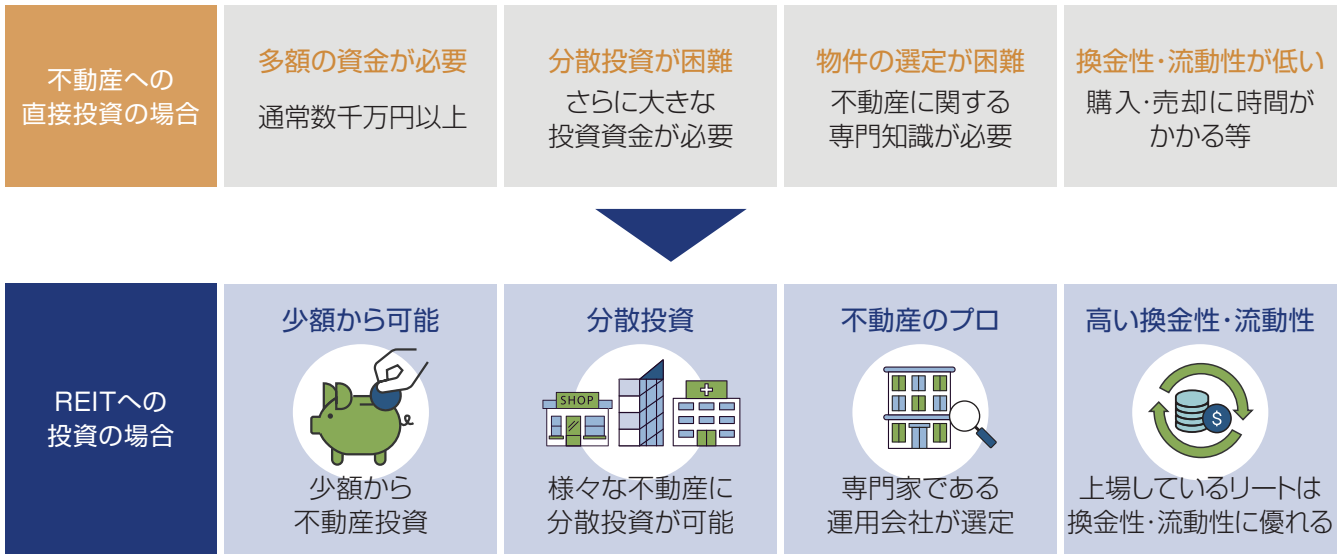 不動産への
直接投資の場合
多額の資金が必要
通常数千万円以上
分散投資が困難
さらに大きな
投資資金が必要
物件の選定が困難
不動産に関する
専門知識が必要
換金性・流動性が低い
購入・売却に時間が
かかる等
REITへの
投資の場合
少額から可能
少額から
不動産投資
分散投資
SHOP
様々な不動産に
分散投資が可能
不動産のプロ
専門家である
運用会社が選定
高い換金性・流動性
$
上場しているリートは
換金性・流動性に優れる